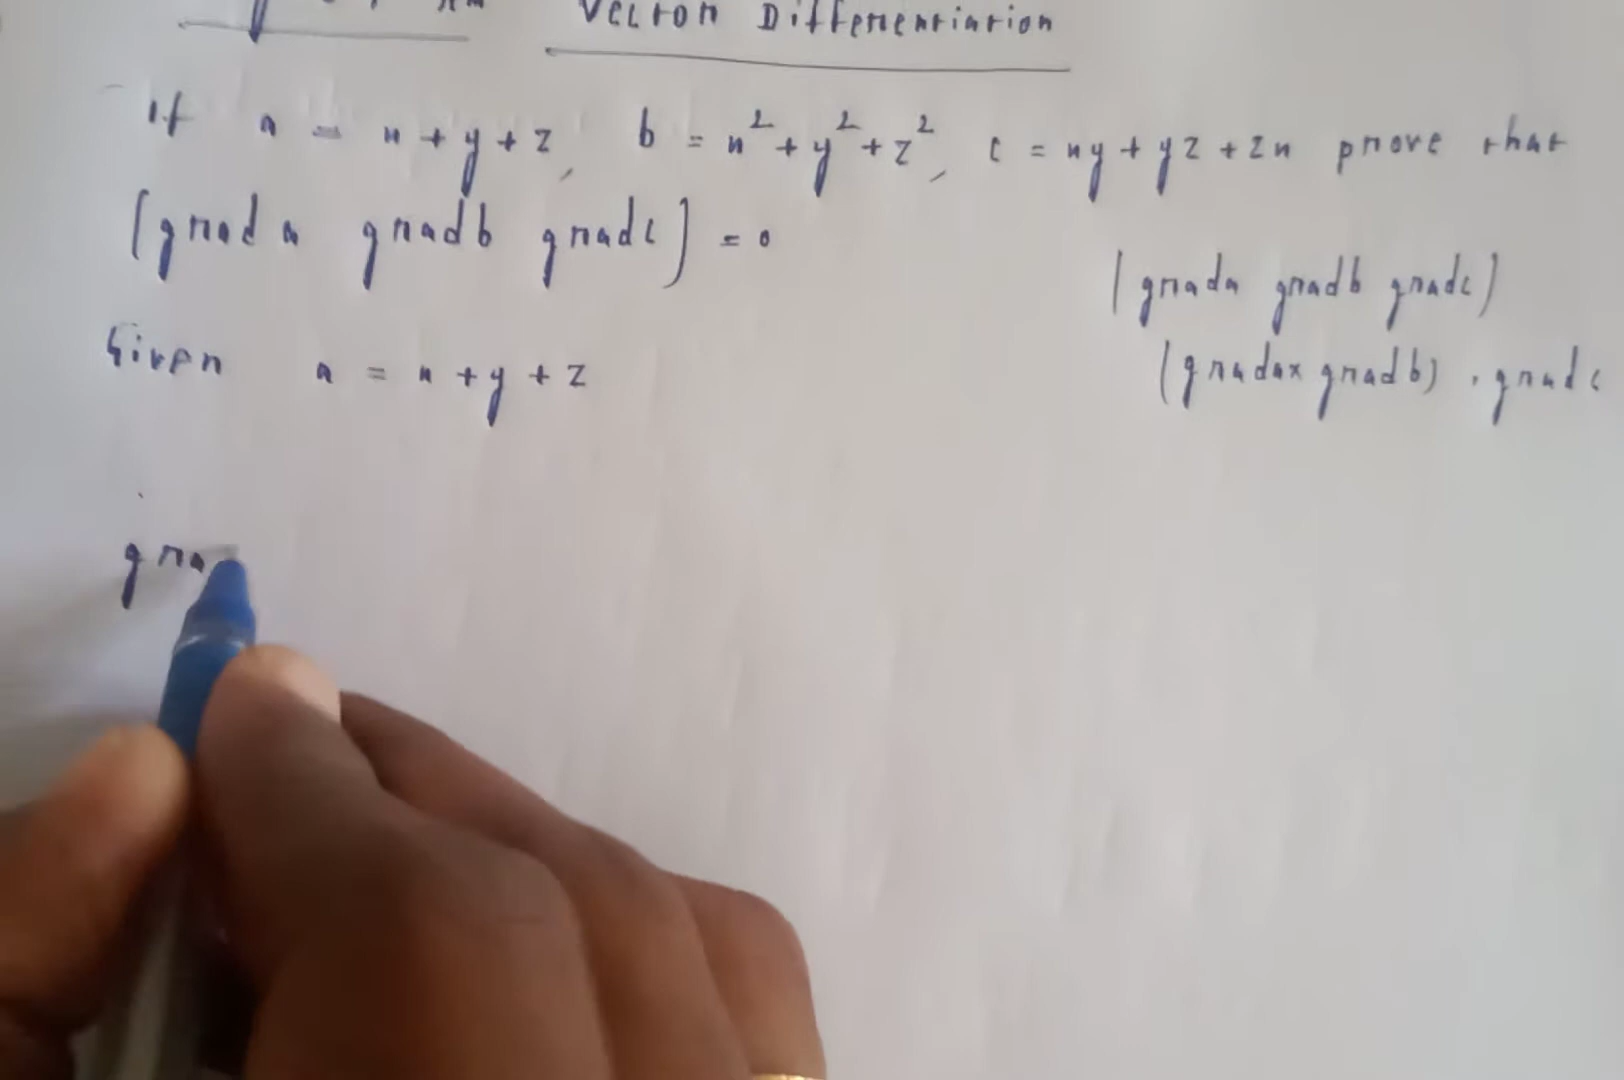 Vector Differentiation
If a = x + y + z, b = x² + y² + z², c = xy + yz + zx prove that
[grad a grad b grad c] = 0
[grad a grad b grad c]
Given a = x + y + z
(grad a x grad b) . grad c
gra